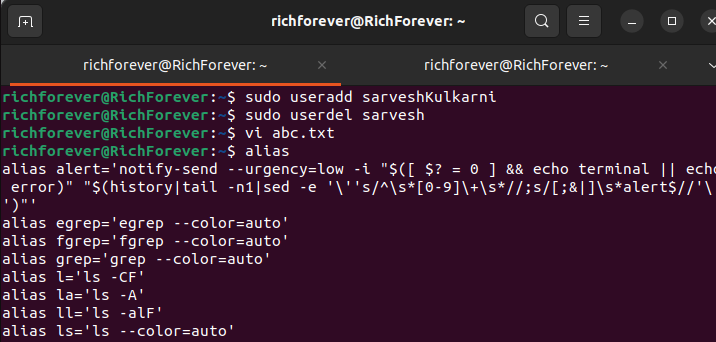 richforever@RichForever: ~
richforever@RichForever: ~ ×
richforever@RichForever: ~ ×
richforever@RichForever:~$ sudo useradd sarveshKulkarni
richforever@RichForever:~$ sudo userdel sarvesh
richforever@RichForever:~$ vi abc.txt
richforever@RichForever:~$ alias
alias alert='notify-send --urgency=low -i "$([ $? = 0 ] && echo terminal || echo
 error)" "$(history|tail -n1|sed -e '\''s/^\s*[0-9]\+\s*//;s/[;&|]\s*alert$//'\'
')"'
alias egrep='egrep --color=auto'
alias fgrep='fgrep --color=auto'
alias grep='grep --color=auto'
alias l='ls -CF'
alias la='ls -A'
alias ll='ls -alF'
alias ls='ls --color=auto'